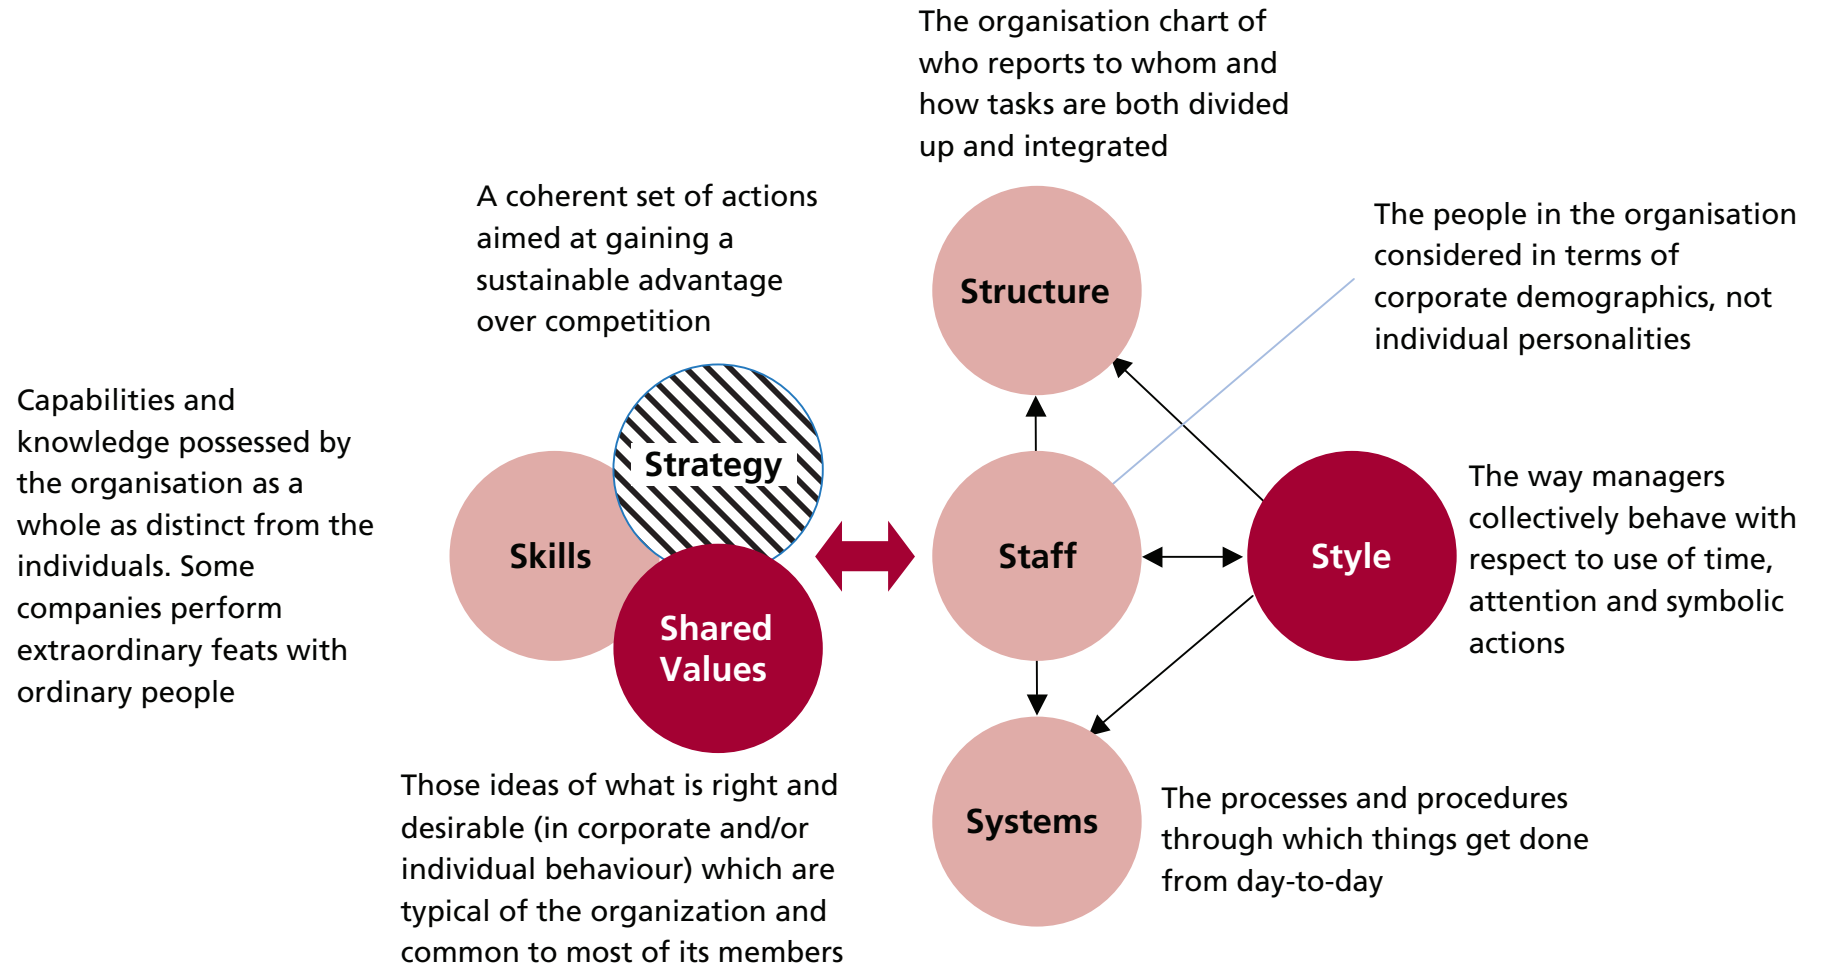 The organisation chart of
who reports to whom and
how tasks are both divided
up and integrated
A coherent set of actions
aimed at gaining a
sustainable advantage
over competition
The people in the organisation
considered in terms of
corporate demographics, not
individual personalities
Structure
Capabilities and
knowledge possessed by
the organisation as a
whole as distinct from the
individuals. Some
companies perform
extraordinary feats with
ordinary people
Strategy
Skills
Shared
Values
Staff
Style
The way managers
collectively behave with
respect to use of time,
attention and symbolic
actions
Those ideas of what is right and
desirable (in corporate and/or
individual behaviour) which are
typical of the organization and
common to most of its members
Systems
The processes and procedures
through which things get done
from day-to-day